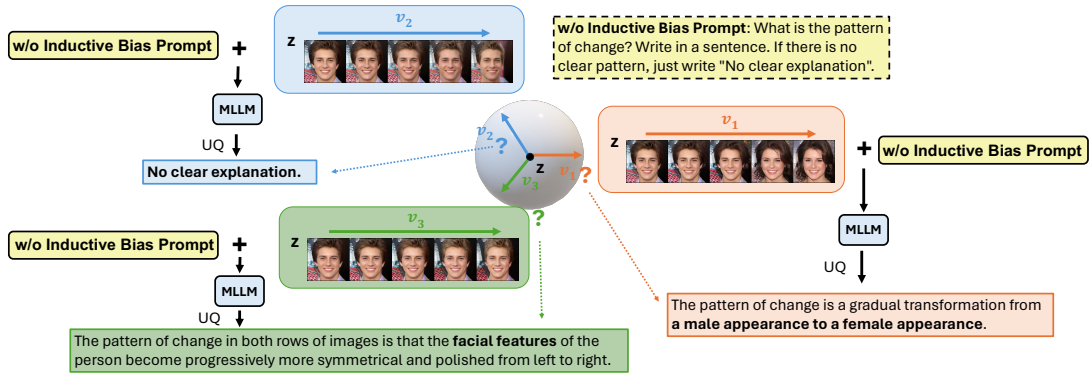 w/o Inductive Bias Prompt
+
z
v₂
MLLM
UQ
No clear explanation.
w/o Inductive Bias Prompt: What is the pattern
of change? Write in a sentence. If there is no
clear pattern, just write "No clear explanation".
v₂
?
z
v₁
?
v₃
?
z
v₁
+
w/o Inductive Bias Prompt
MLLM
UQ
The pattern of change is a gradual transformation from
a male appearance to a female appearance.
w/o Inductive Bias Prompt
+
z
v₃
MLLM
UQ
The pattern of change in both rows of images is that the facial features of the
person become progressively more symmetrical and polished from left to right.